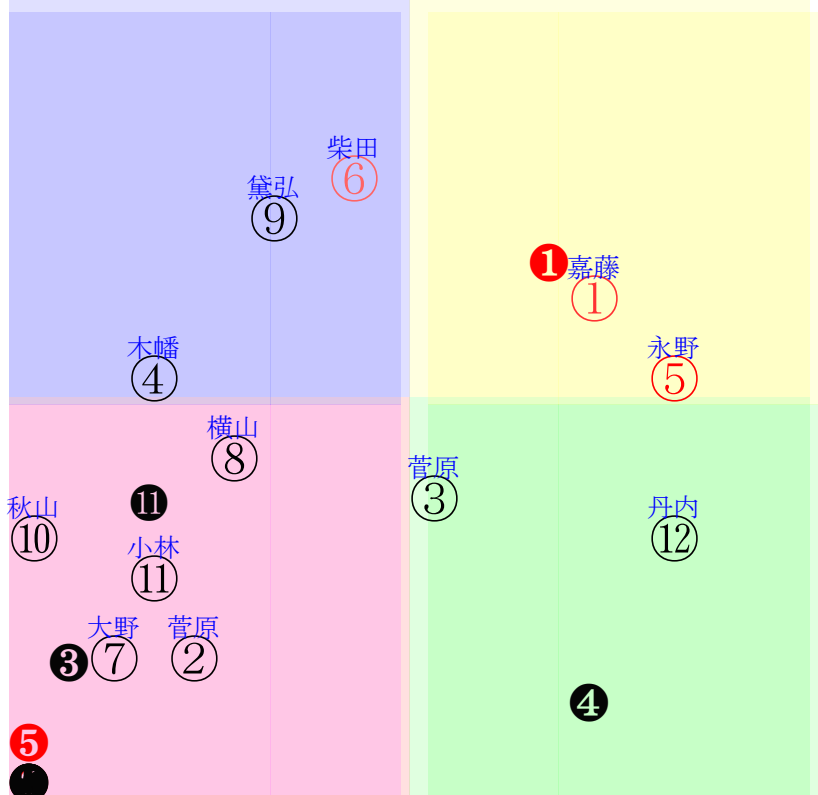 柴田
⑥
黛弘
⑨
❶
嘉藤
①
木幡
④
永野
⑤
横山
⑧
菅原
③
秋山
⑩
⓫
丹内
⑫
小林
⑪
大野
⑦
菅原
②
❸
❹
❺